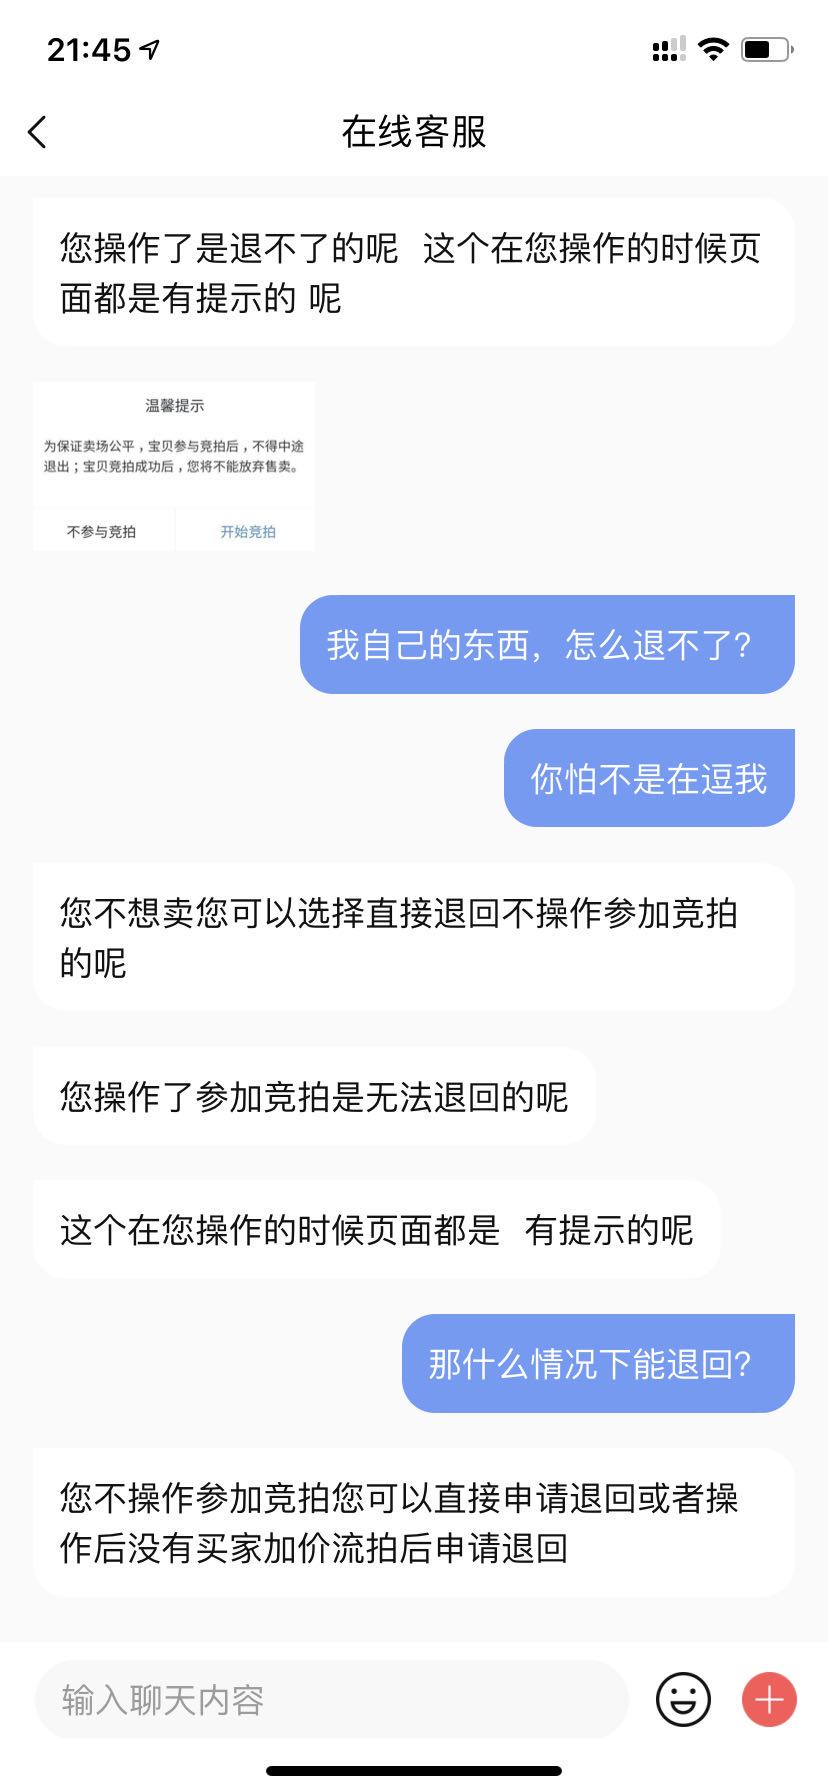 21:45
在线客服
您操作了是退不了的呢 这个在您操作的时候页
面都是有提示的 呢
温馨提示
为保证卖场公平，宝贝参与竞拍后，不得中途
退出；宝贝竞拍成功后，您将不能放弃售卖。
不参与竞拍 开始竞拍
我自己的东西，怎么退不了？
你怕不是在逗我
您不想卖您可以选择直接退回不操作参加竞拍
的呢
您操作了参加竞拍是无法退回的呢
这个在您操作的时候页面都是 有提示的呢
那什么情况下能退回？
您不操作参加竞拍您可以直接申请退回或者操
作后没有买家加价流拍后申请退回
输入聊天内容